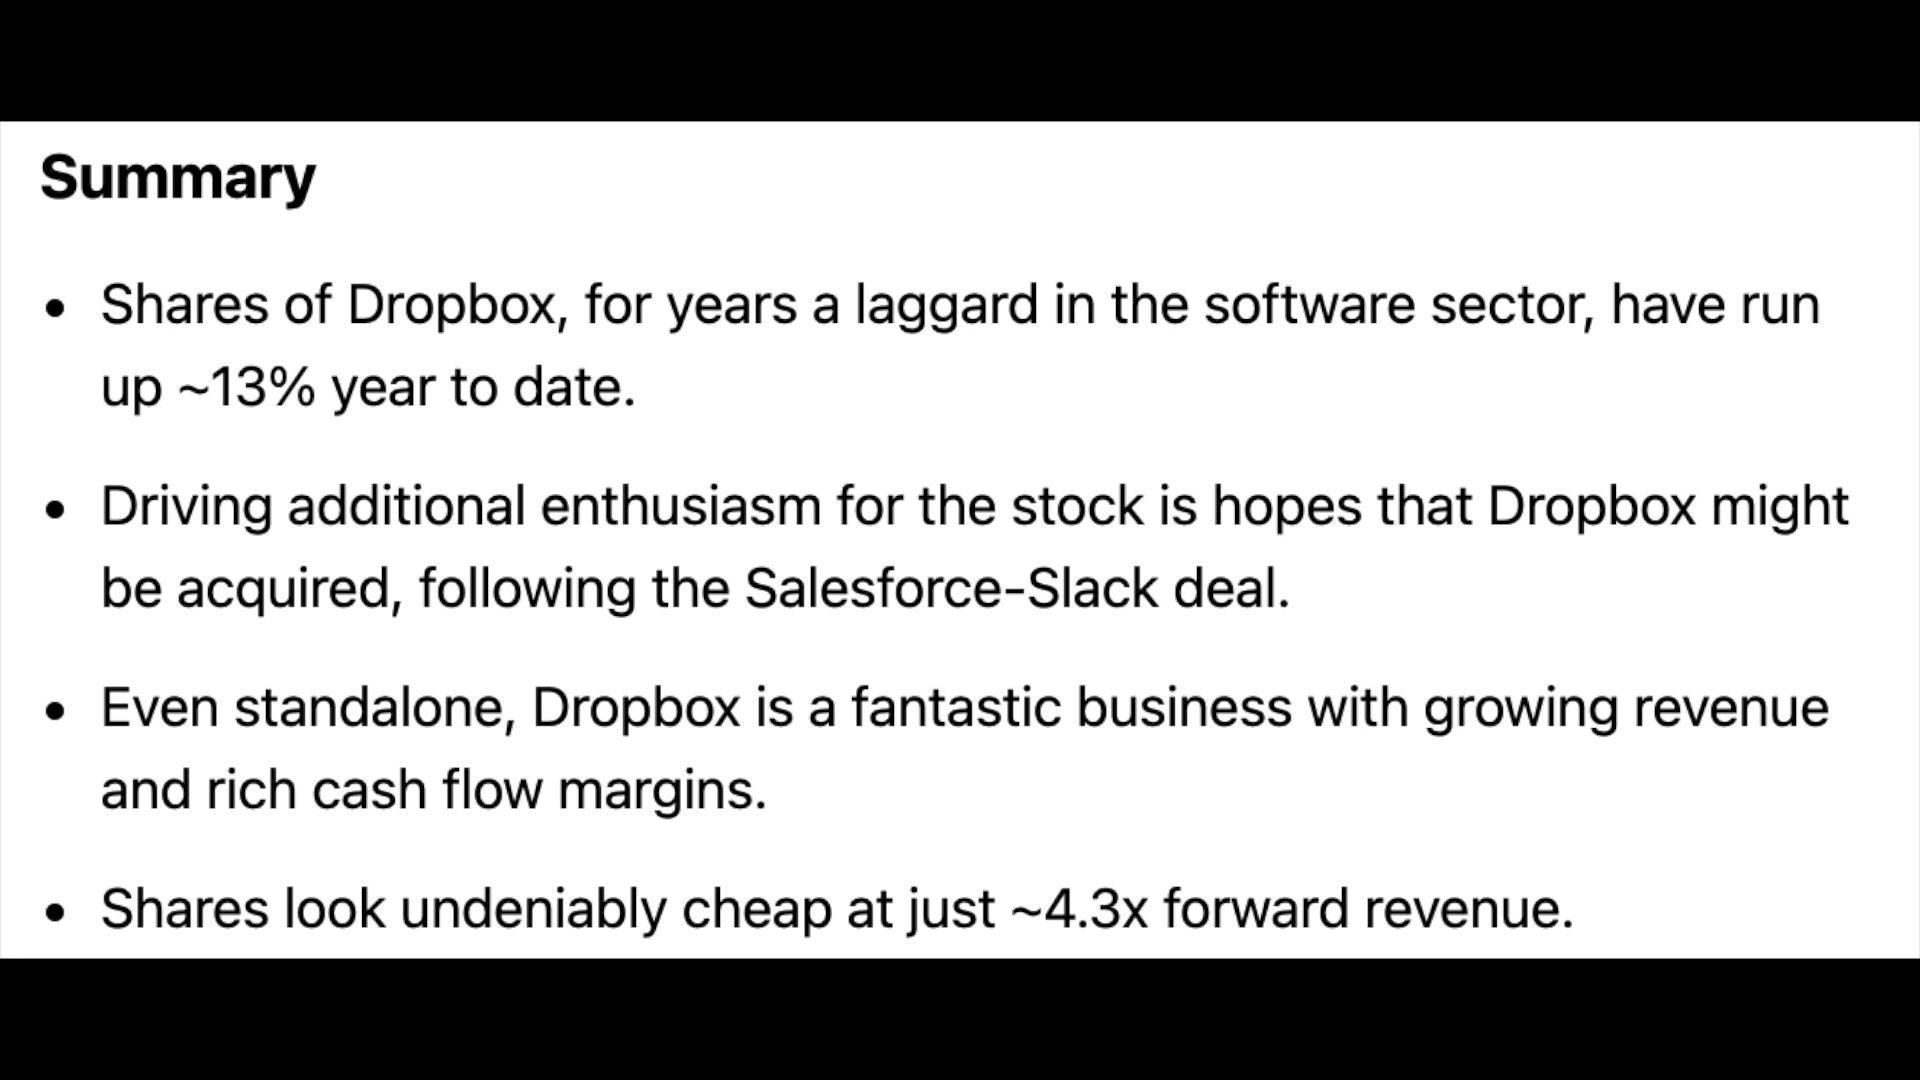 Summary
• Shares of Dropbox, for years a laggard in the software sector, have run
up ~13% year to date.
• Driving additional enthusiasm for the stock is hopes that Dropbox might
be acquired, following the Salesforce-Slack deal.
• Even standalone, Dropbox is a fantastic business with growing revenue
and rich cash flow margins.
• Shares look undeniably cheap at just ~4.3x forward revenue.